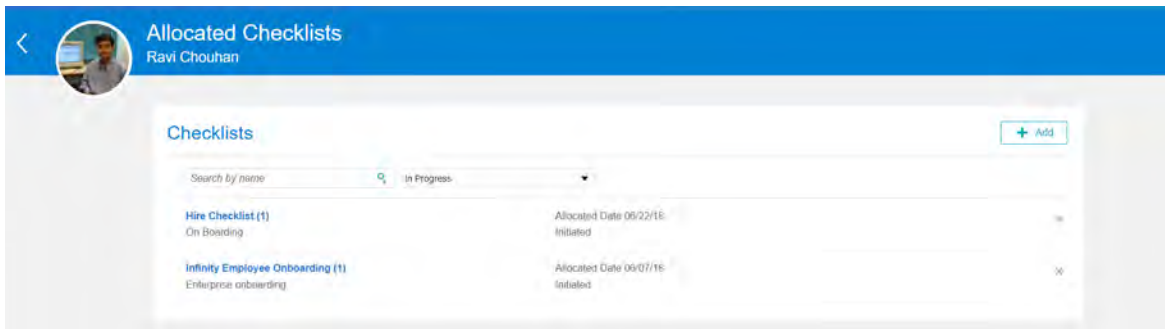 Allocated Checklists
Ravi Chouhan
Checklists
+ Add
Search by name
In Progress
Hire Checklist (1)
Allocated Date 06/22/16
On Boarding
Initiated
Infinity Employee Onboarding (1)
Allocated Date 06/07/16
Enterprise onboarding
Initiated